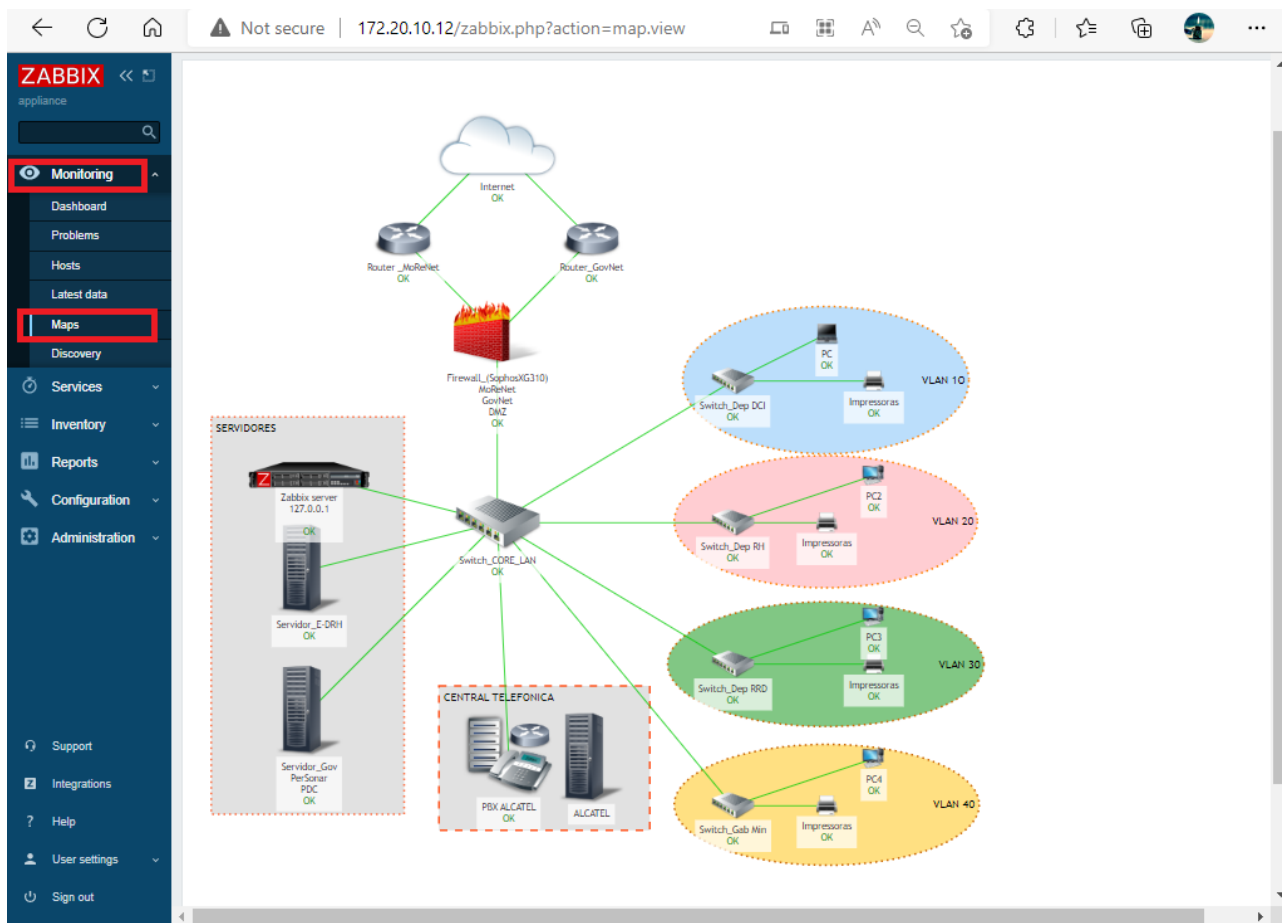 Not secure | 172.20.10.12/zabbix.php?action=map.view
ZABBIX
appliance
Monitoring
Dashboard
Problems
Hosts
Latest data
Maps
Discovery
Services
Inventory
Reports
Configuration
Administration
Support
Z Integrations
? Help
User settings
Sign out
Internet
OK
Router _MoReNet
OK
Router_GovNet
OK
Firewall_(SophosXG310)
MoReNet
GovNet
DMZ
OK
SERVIDORES
Z
Zabbix server
127.0.0.1
OK
Servidor_E-DRH
OK
Servidor_Gov
PerSonar
PDC
OK
Switch_CORE_LAN
OK
CENTRAL TELEFONICA
PBX ALCATEL
OK
ALCATEL
PC
OK
VLAN 10
Switch_Dep DCI
OK
Impressoras
OK
PC2
OK
VLAN 20
Switch_Dep RH
OK
Impressoras
OK
PC3
OK
VLAN 30
Switch_Dep RRD
OK
Impressoras
OK
PC4
OK
VLAN 40
Switch_Gab Min
OK
Impressoras
OK